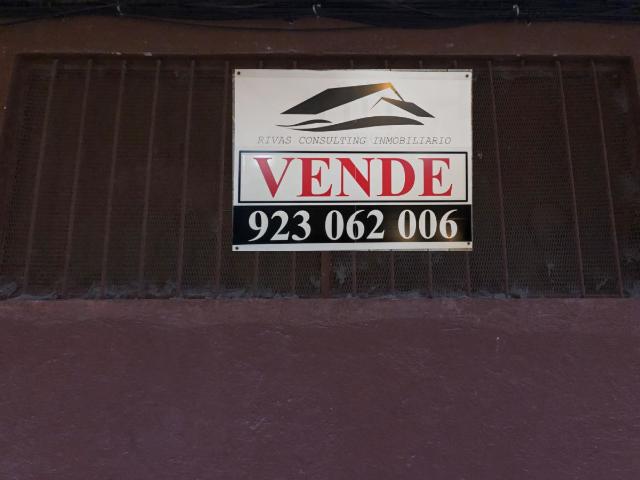 RIVAS CONSULTING INMOBILIARIO
VENDE
923 062 006